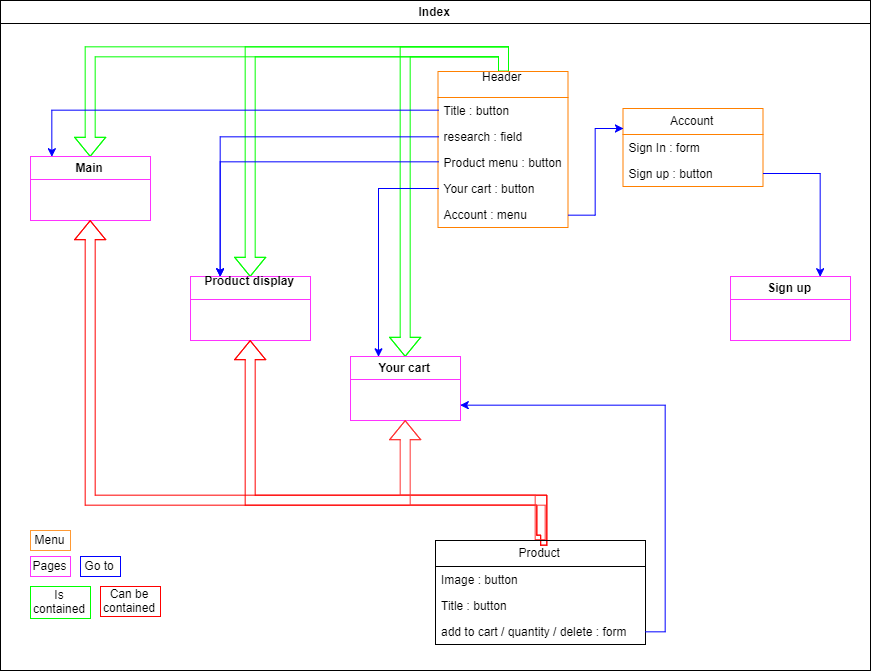 Index
Header
Title : button
research : field
Product menu : button
Your cart : button
Account : menu
Account
Sign In : form
Sign up : button
Main
Product display
Sign up
Your cart
Product
Image : button
Title : button
add to cart / quantity / delete : form
Menu
Pages
Go to
Is
contained
Can be
contained